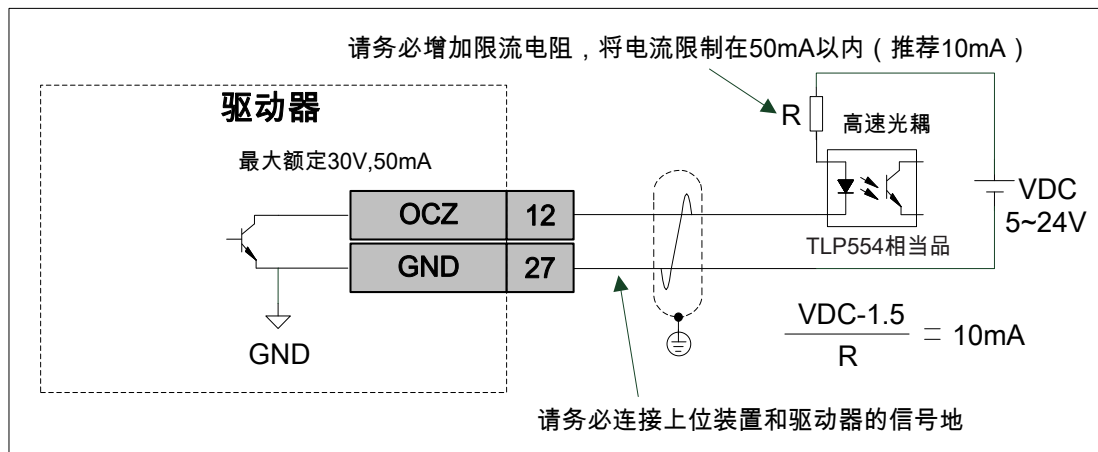 请务必增加限流电阻，将电流限制在50mA以内（推荐10mA）
驱动器
R
高速光耦
最大额定30V,50mA
OCZ
12
VDC
5~24V
TLP554相当品
GND
27
VDC-1.5
R
= 10mA
GND
请务必连接上位装置和驱动器的信号地